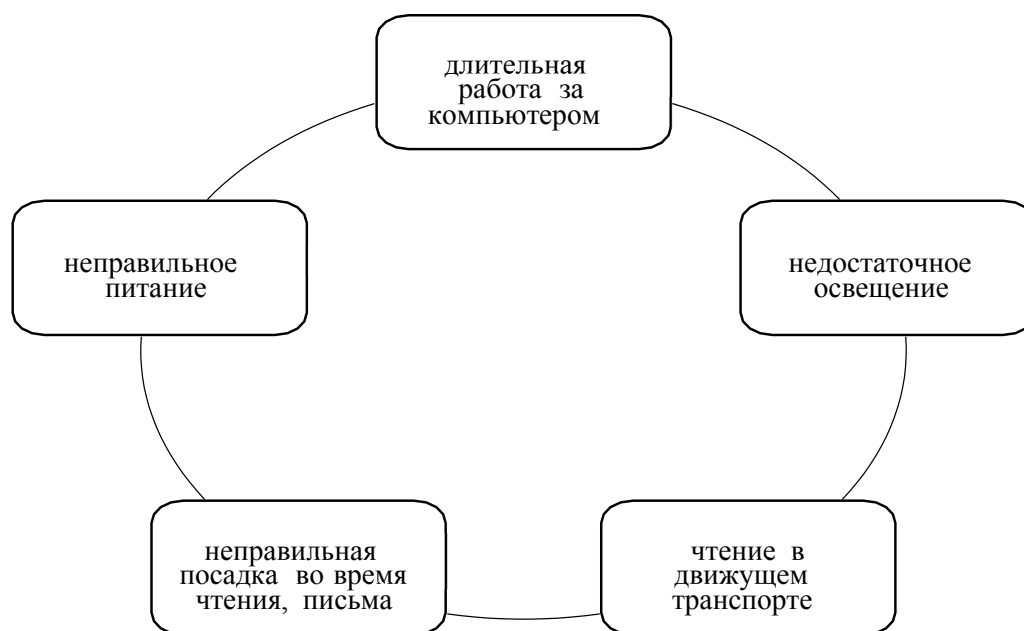 длительная
работа за
компьютером
неправильное
питание
недостаточное
освещение
неправильная
посадка во время
чтения, письма
чтение в
движущем
транспорте